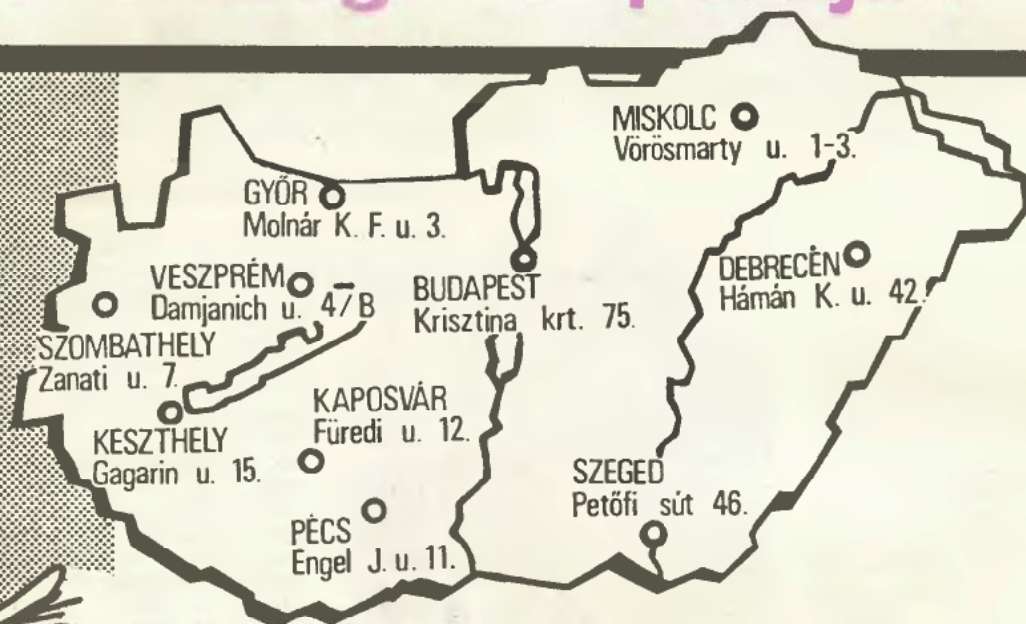 MISKOLC
Vörösmarty u. 1-3.
GYŐR
Molnár K. F. u. 3.
VESZPRÉM
Damjanich u. 4/B
BUDAPEST
Krisztina krt. 75.
DEBRECÉN
Hámán K. u. 42.
SZOMBATHELY
Zanati u. 7.
KESZTHELY
Gagarin u. 15.
KAPOSVÁR
Füredi u. 12.
SZEGED
Petőfi sút 46.
PÉCS
Engel J. u. 11.